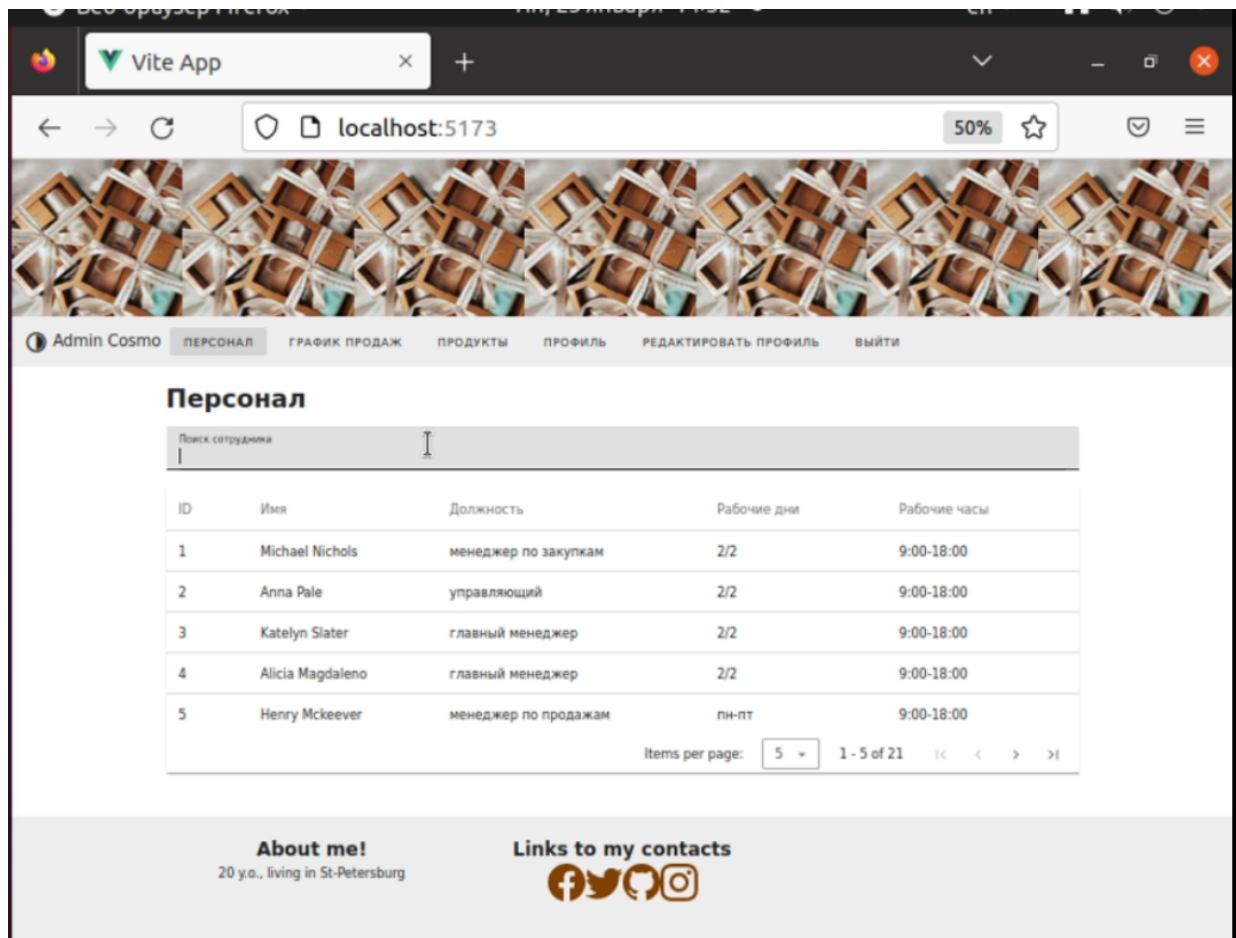 Vite App
localhost:5173 50%
Admin Cosmo ПЕРСОНАЛ ГРАФИК ПРОДАЖ ПРОДУКТЫ ПРОФИЛЬ РЕДАКТИРОВАТЬ ПРОФИЛЬ ВЫЙТИ
Персонал
Поиск сотрудника
ID Имя Должность Рабочие дни Рабочие часы
1 Michael Nichols менеджер по закупкам 2/2 9:00-18:00
2 Anna Pale управляющий 2/2 9:00-18:00
3 Katelyn Slater главный менеджер 2/2 9:00-18:00
4 Alicia Magdaleno главный менеджер 2/2 9:00-18:00
5 Henry Mckeever менеджер по продажам пн-пт 9:00-18:00
Items per page: 5 1 - 5 of 21
About me! Links to my contacts
20 y.o., living in St-Petersburg